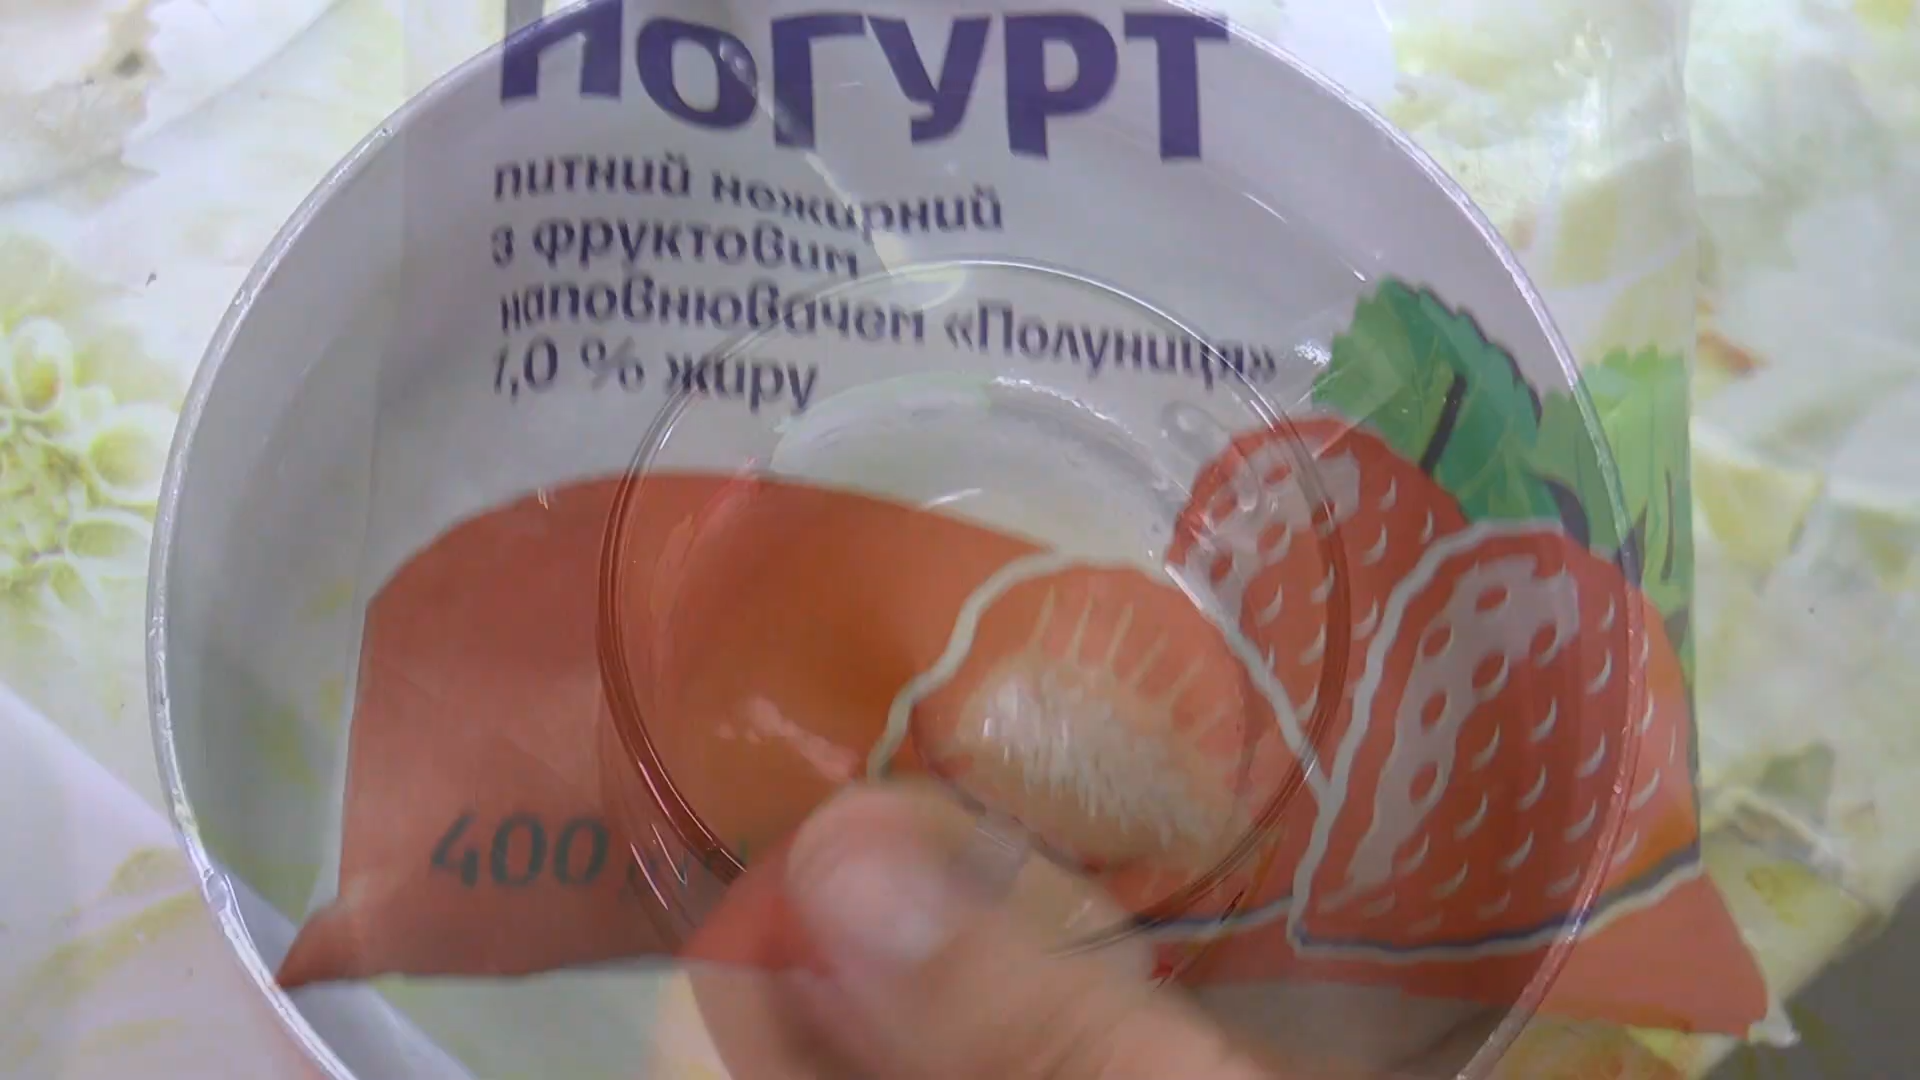 Йогурт
питний нежирний
з фруктовим
наповнювачем «Полуниця»
1,0 % жиру
400